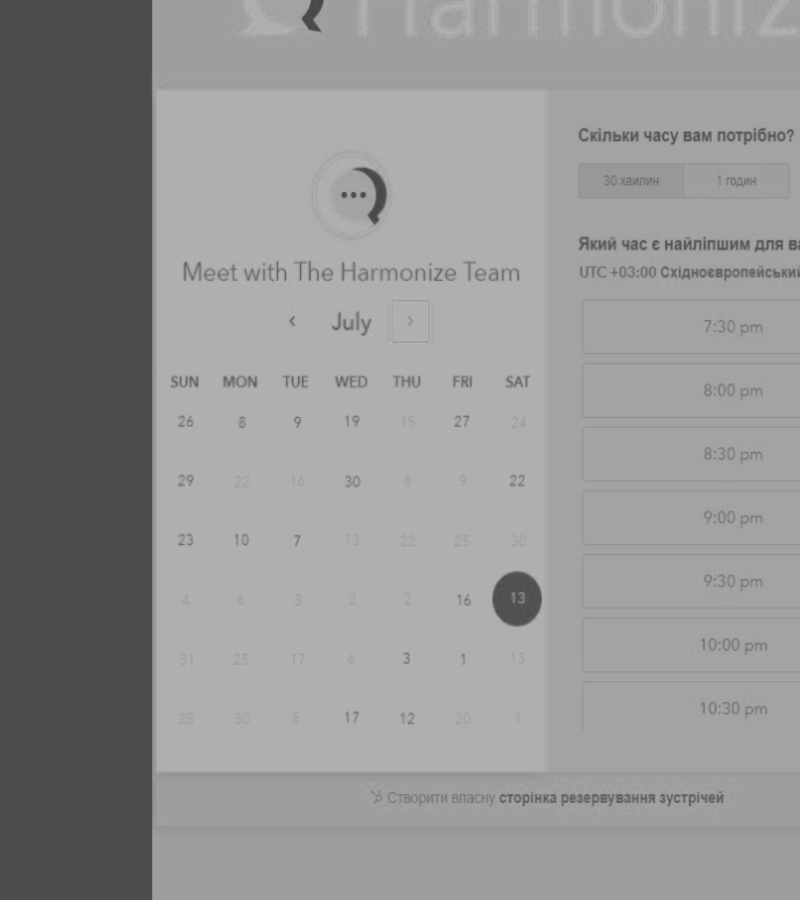 Harmoniz
Meet with The Harmonize Team
July
SUN MON TUE WED THU FRI SAT
26 8 9 19 15 27 24
29 22 16 30 8 9 22
23 10 7 13 22 25 30
4 6 3 2 2 16 13
31 25 17 6 3 1 13
28 30 5 17 12 20 1
Скільки часу вам потрібно?
30 хвилин 1 годин
Який час є найліпшим для ва
UTC +03:00 Східноєвропейський
7:30 pm
8:00 pm
8:30 pm
9:00 pm
9:30 pm
10:00 pm
10:30 pm
Створити власну сторінка резервування зустрічей